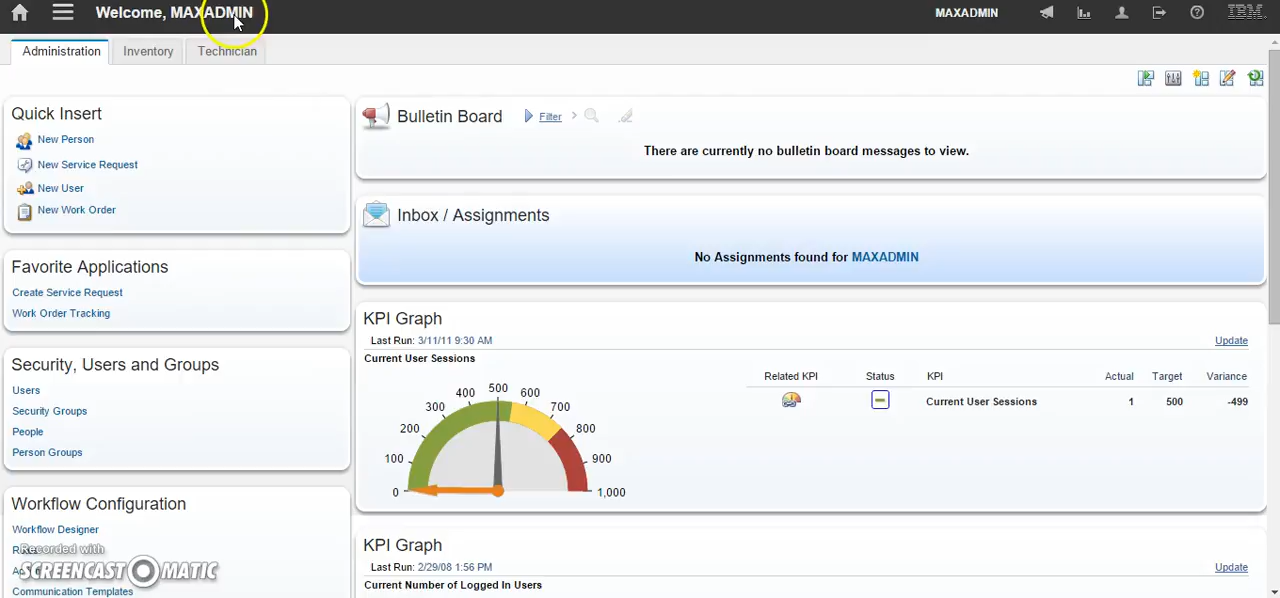 Welcome, MAXADMIN
MAXADMIN
IBM.
Administration
Inventory
Technician
Quick Insert
New Person
New Service Request
New User
New Work Order
Favorite Applications
Create Service Request
Work Order Tracking
Security, Users and Groups
Users
Security Groups
People
Person Groups
Workflow Configuration
Workflow Designer
Recorded with
SCREENCAST MATIC
Communication Templates
Bulletin Board
Filter
There are currently no bulletin board messages to view.
Inbox / Assignments
No Assignments found for MAXADMIN
KPI Graph
Last Run: 3/11/11 9:30 AM
Update
Current User Sessions
0
100
200
300
400
500
600
700
800
900
1,000
Related KPI Status KPI Actual Target Variance
Current User Sessions 1 500 -499
KPI Graph
Last Run: 2/29/08 1:56 PM
Update
Current Number of Logged In Users